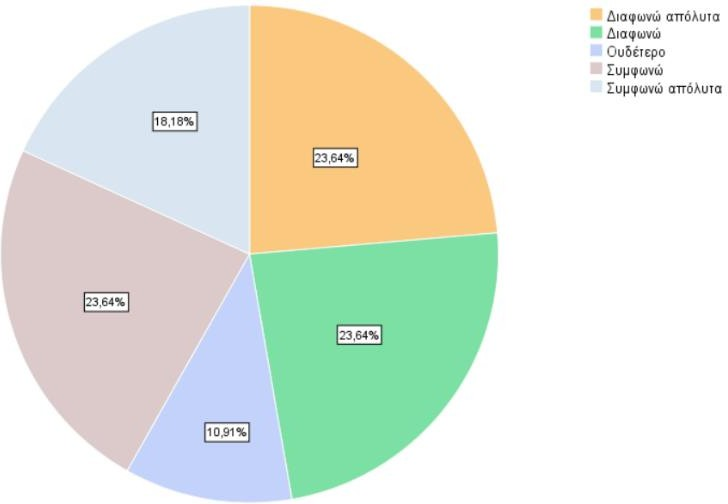 Διαφωνώ απόλυτα
Διαφωνώ
Ουδέτερο
Συμφωνώ
Συμφωνώ απόλυτα
18,18%
23,64%
23,64%
23,64%
10,91%